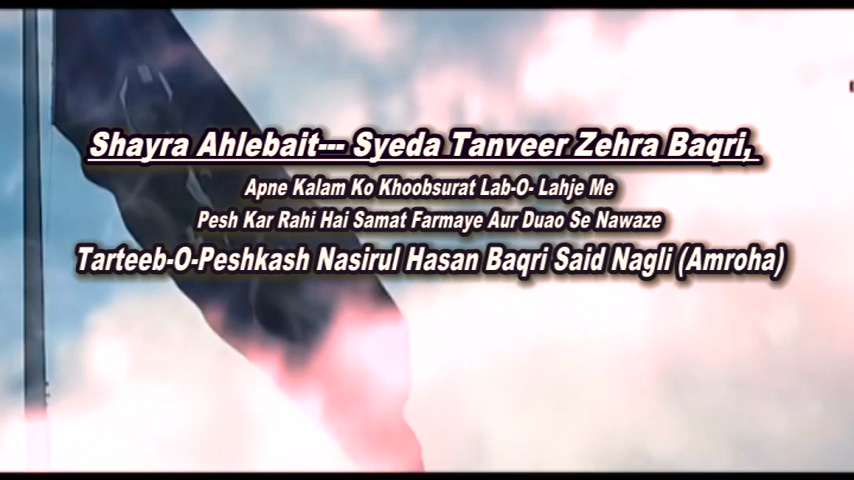 Shayra Ahlebait--- Syeda Tanveer Zehra Baqri,
Apne Kalam Ko Khoobsurat Lab-O- Lahje Me
Pesh Kar Rahi Hai Samat Farmaye Aur Duao Se Nawaze
Tarteeb-O-Peshkash Nasirul Hasan Baqri Said Nagli (Amroha)